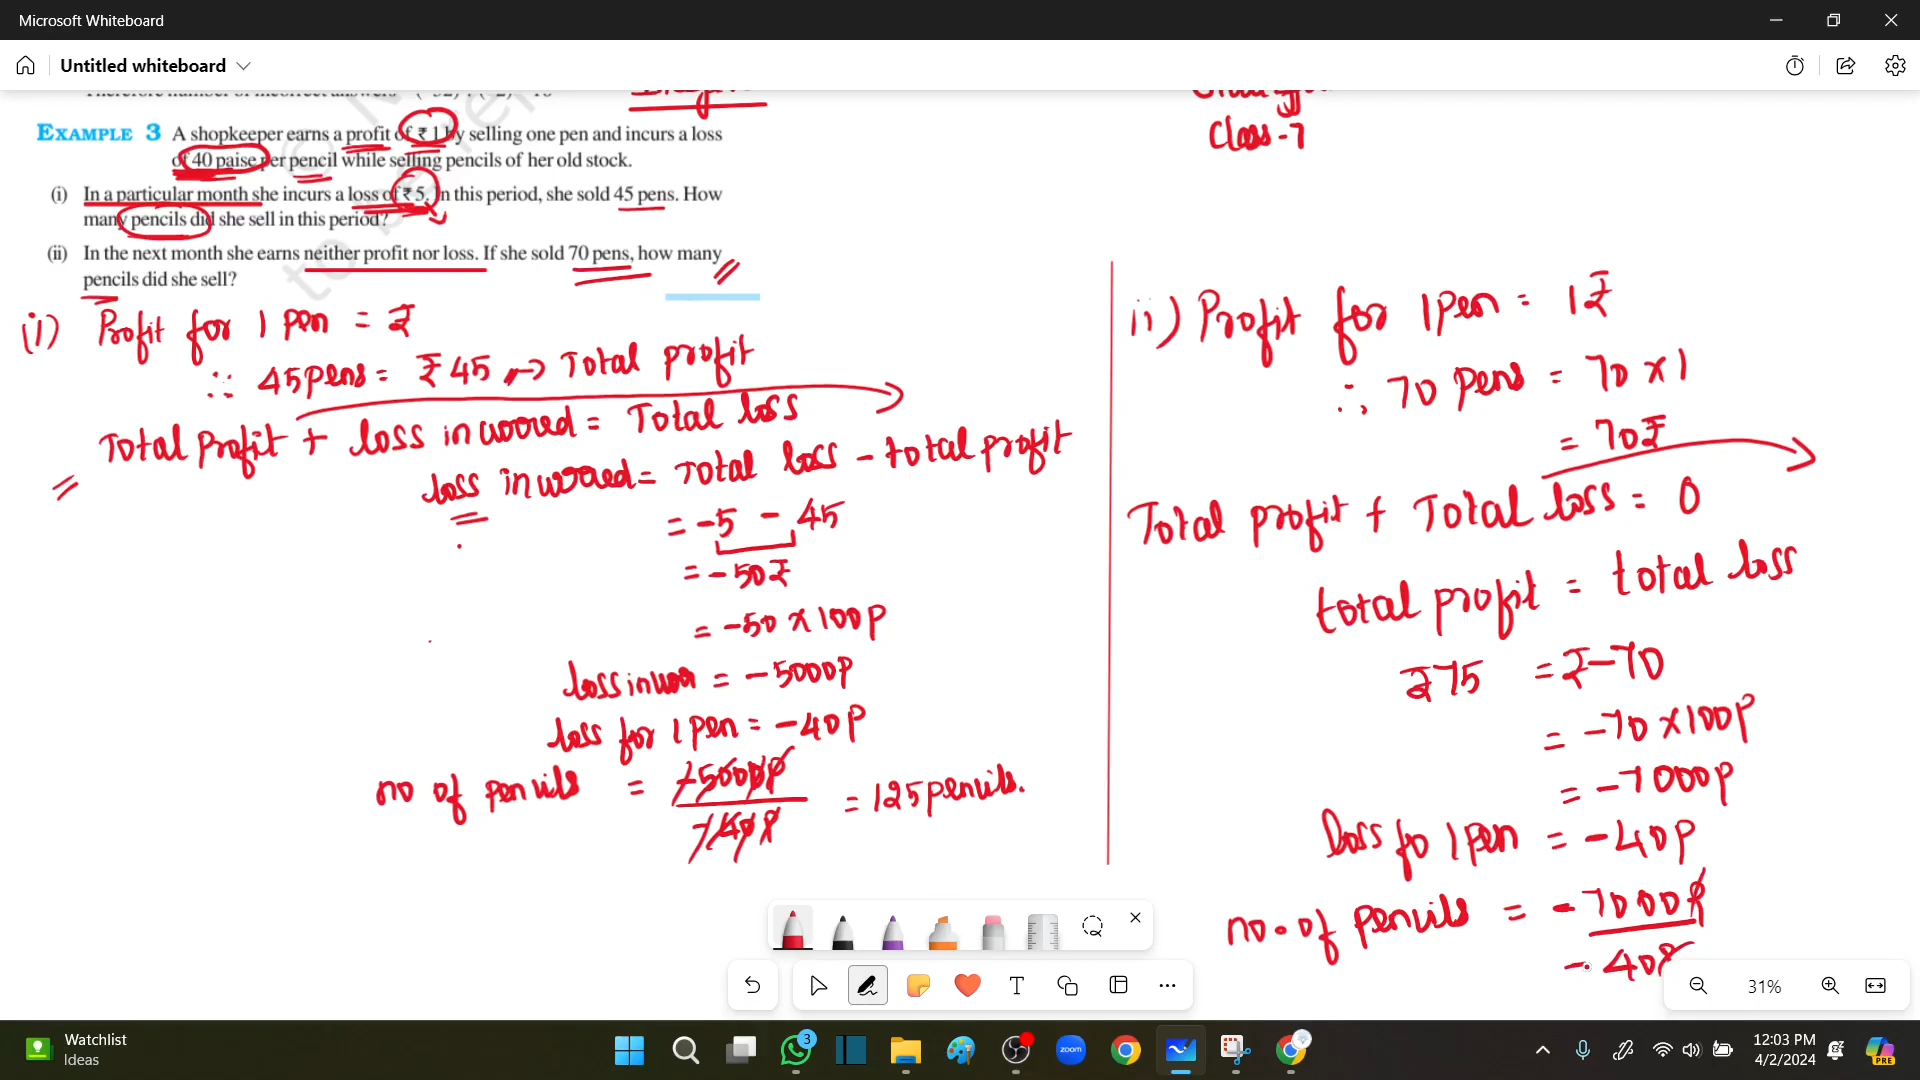 Microsoft Whiteboard
Untitled whiteboard
EXAMPLE 3 A shopkeeper earns a profit of ₹ 1 by selling one pen and incurs a loss
of 40 paise per pencil while selling pencils of her old stock.
(i) In a particular month she incurs a loss of ₹ 5. In this period, she sold 45 pens. How
many pencils did she sell in this period?
(ii) In the next month she earns neither profit nor loss. If she sold 70 pens, how many
pencils did she sell?
Class-7
(i) Profit for 1 pen = ₹
∴ 45 pens = ₹45 → Total profit
Total Profit + loss incurred = Total loss
loss incurred = Total loss - total profit
= -5 - 45
= -50₹
= -50 x 100p
= -5000p
loss for 1 pen = -40p
no of pencils = -5000p / -40p = 125 pencils.
ii) Profit for 1 pen = 1₹
∴ 70 pens = 70 x 1
= 70₹
Total profit + Total loss = 0
total profit = total loss
₹75 = ₹-70
= -70 x 100p
= -7000p
loss fo 1 pen = -40p
no. of pencils = -7000p
-40p
31%
Watchlist
Ideas
3
zoom
12:03 PM
4/2/2024
PRE